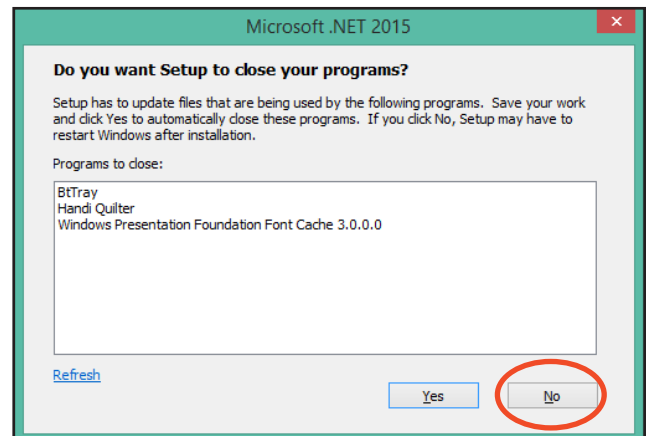 Microsoft .NET 2015
Do you want Setup to close your programs?
Setup has to update files that are being used by the following programs. Save your work
and click Yes to automatically close these programs. If you click No, Setup may have to
restart Windows after installation.
Programs to close:
BtTray
Handi Quilter
Windows Presentation Foundation Font Cache 3.0.0.0
Refresh
Yes
No